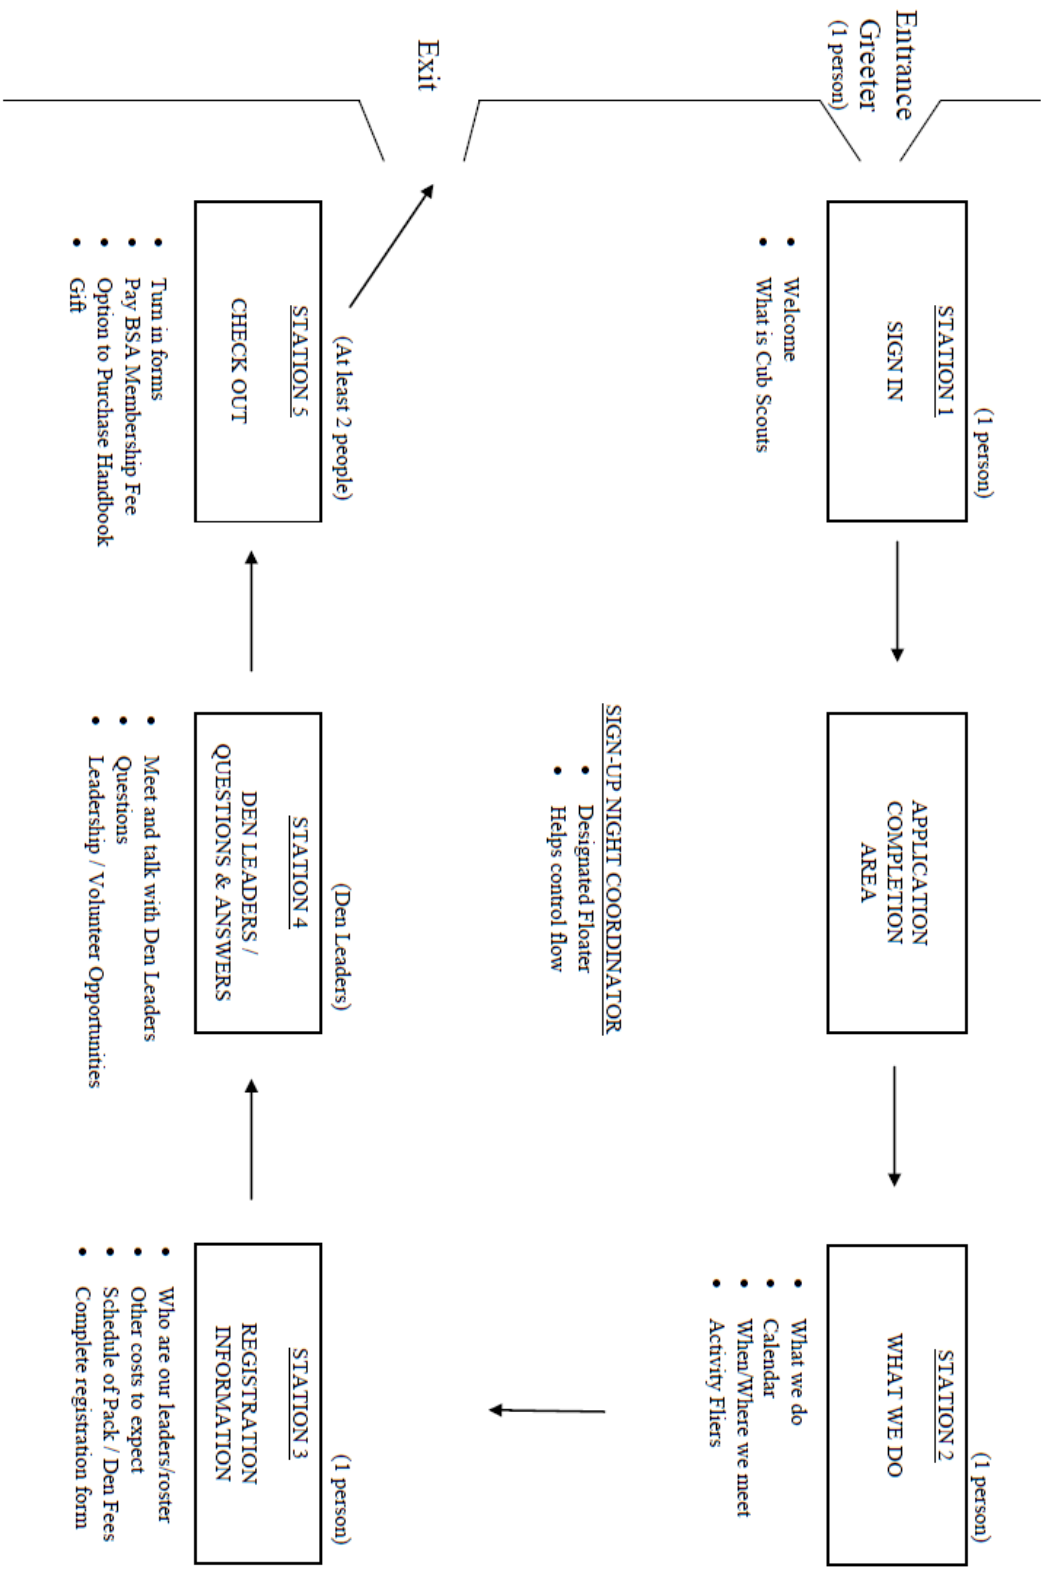 Entrance
Greeter
(1 person)
(1 person)
STATION 1
SIGN IN
• Welcome
• What is Cub Scouts
APPLICATION
COMPLETION
AREA
(1 person)
STATION 2
WHAT WE DO
• What we do
• Calendar
• When/Where we meet
• Activity Fliers
SIGN-UP NIGHT COORDINATOR
• Designated Floater
• Helps control flow
Exit
(At least 2 people)
STATION 5
CHECK OUT
• Turn in forms
• Pay BSA Membership Fee
• Option to Purchase Handbook
• Gift
(Den Leaders)
STATION 4
DEN LEADERS /
QUESTIONS & ANSWERS
• Meet and talk with Den Leaders
• Questions
• Leadership / Volunteer Opportunities
(1 person)
STATION 3
REGISTRATION
INFORMATION
• Who are our leaders/roster
• Other costs to expect
• Schedule of Pack / Den Fees
• Complete registration form